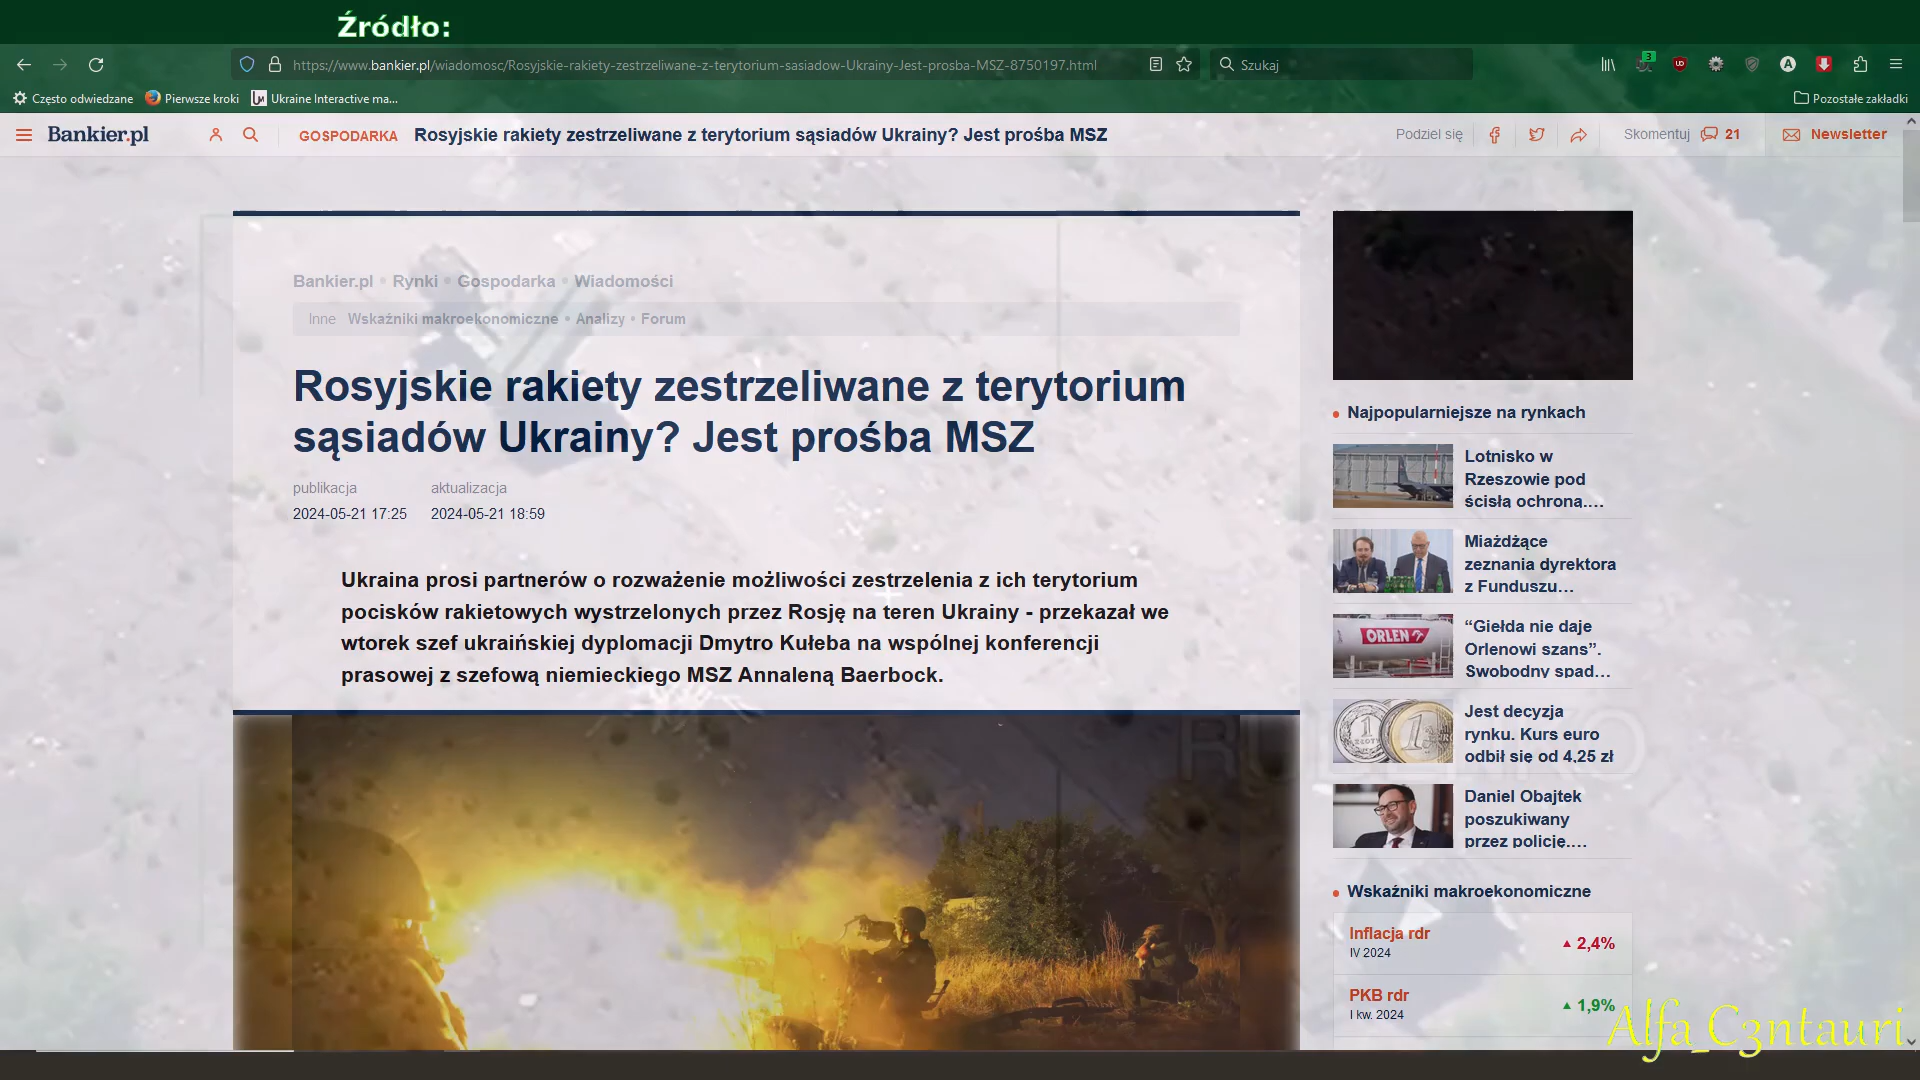 Źródło:
https://www.bankier.pl/wiadomosc/Rosyjskie-rakiety-zestrzeliwane-z-terytorium-sasiadow-Ukrainy-Jest-prosba-MSZ-8750197.html
Szukaj
3
Często odwiedzane
Pierwsze kroki
Ukraine Interactive ma...
Pozostałe zakładki
Bankier.pl
GOSPODARKA
Rosyjskie rakiety zestrzeliwane z terytorium sąsiadów Ukrainy? Jest prośba MSZ
Podziel się
Skomentuj
21
Newsletter
Bankier.pl • Rynki • Gospodarka • Wiadomości
Inne Wskaźniki makroekonomiczne • Analizy • Forum
Rosyjskie rakiety zestrzeliwane z terytorium
sąsiadów Ukrainy? Jest prośba MSZ
publikacja
aktualizacja
2024-05-21 17:25
2024-05-21 18:59
Ukraina prosi partnerów o rozważenie możliwości zestrzelenia z ich terytorium
pocisków rakietowych wystrzelonych przez Rosję na teren Ukrainy - przekazał we
wtorek szef ukraińskiej dyplomacji Dmytro Kułeba na wspólnej konferencji
prasowej z szefową niemieckiego MSZ Annaleną Baerbock.
Najpopularniejsze na rynkach
Lotnisko w
Rzeszowie pod
ścisłą ochroną....
Miażdżące
zeznania dyrektora
z Funduszu...
ORLEN
“Giełda nie daje
Orlenowi szans”.
Swobodny spad...
Jest decyzja
rynku. Kurs euro
odbił się od 4,25 zł
Daniel Obajtek
poszukiwany
przez policję....
Wskaźniki makroekonomiczne
Inflacja rdr
IV 2024
▲ 2,4%
PKB rdr
I kw. 2024
▲ 1,9%
Alfa_C3ntauri